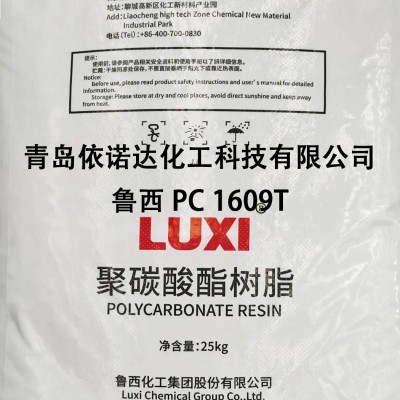 Add:Liaocheng high tech Zone Chemical New Material
Industrial Park
电话(Tel):+86-400-700-0830
提示:
Notice:
Before use, please read product safety instructions and user's manual for detailed
information.
Storage: Please store at dry and cool places, avoid direct sunshine and keep away
from heat.
青岛依诺达化工科技有限公司
鲁西 PC 1609T
LUXI
聚碳酸酯树脂
POLYCARBONATE RESIN
净含量:25kg
鲁西化工集团股份有限公司
Luxi Chemical Group Co.,Ltd.